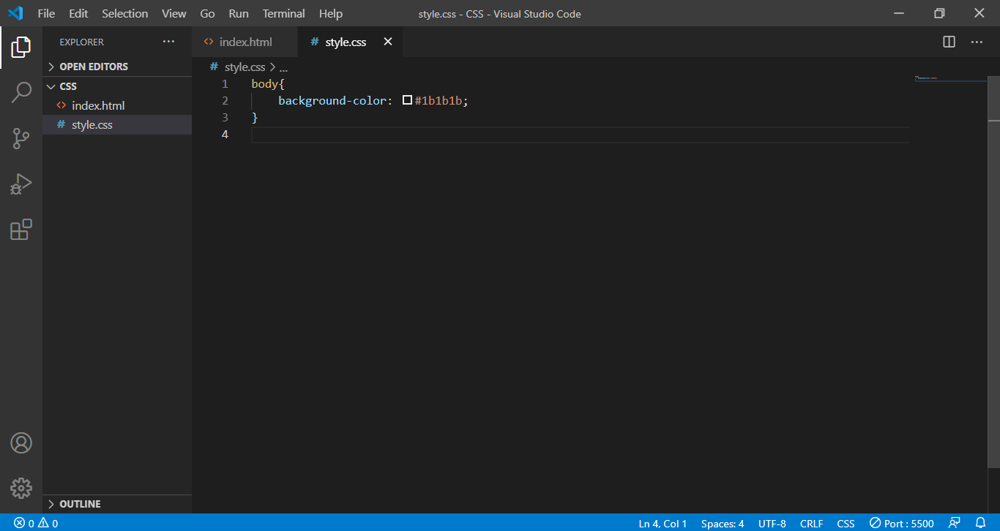 File Edit Selection View Go Run Terminal Help style.css - CSS - Visual Studio Code
EXPLORER
OPEN EDITORS
CSS
index.html
style.css
OUTLINE
index.html # style.css
# style.css > ...
1 body{
2     background-color: #1b1b1b;
3 }
4
0 0 Ln 4, Col 1 Spaces: 4 UTF-8 CRLF CSS Port : 5500